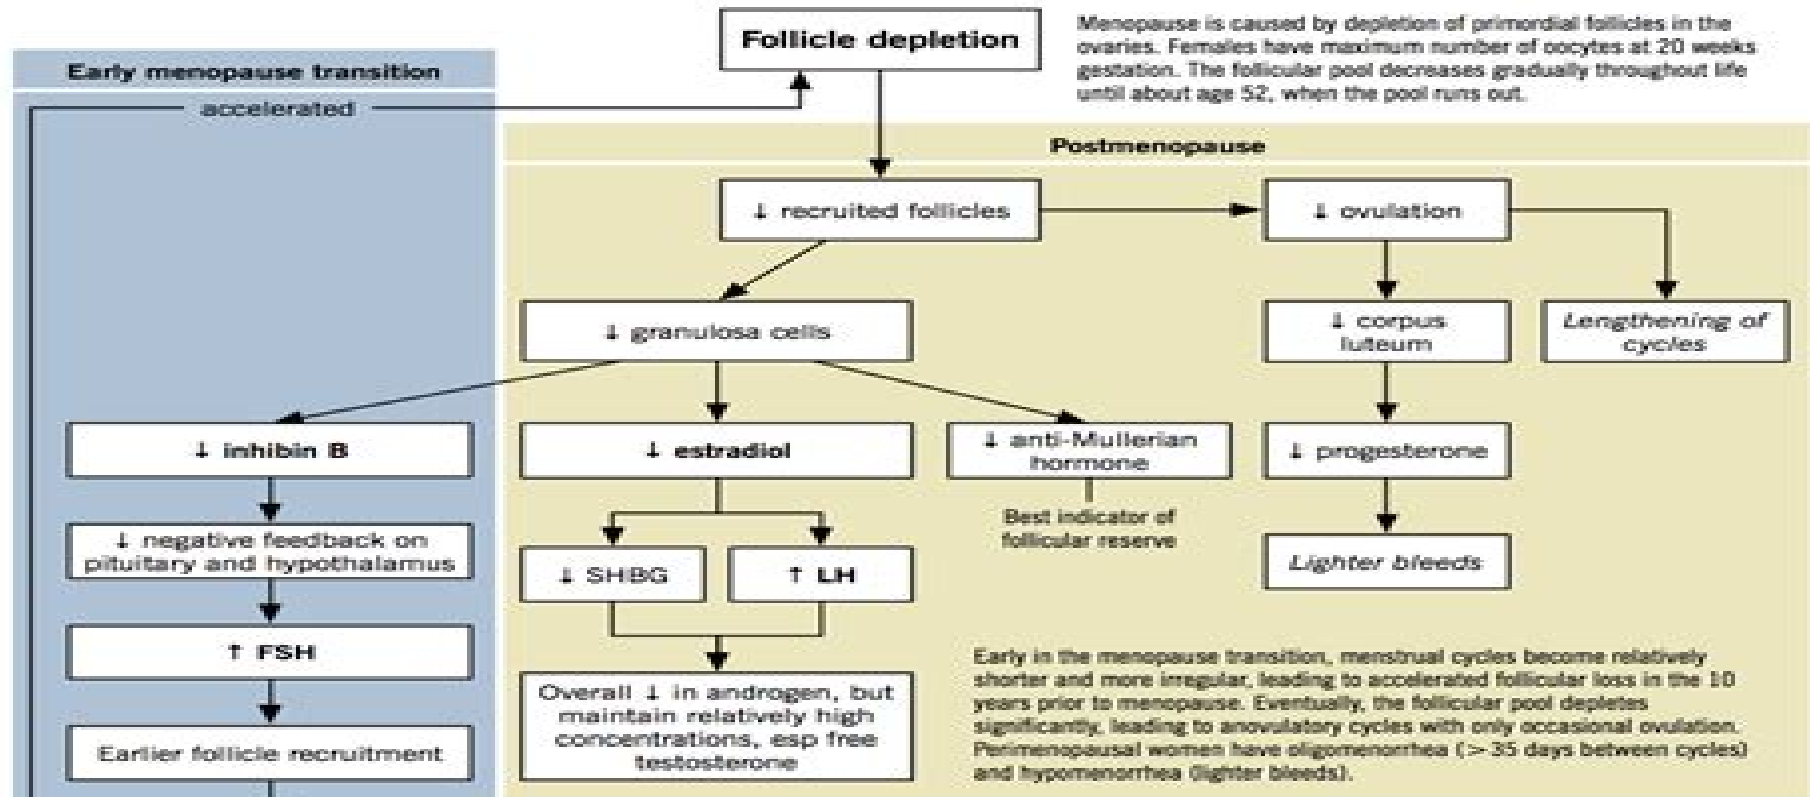 Follicle depletion
Menopause is caused by depletion of primordial follicles in the
ovaries. Females have maximum number of oocytes at 20 weeks
gestation. The follicular pool decreases gradually throughout life
until about age 52, when the pool runs out.
Early menopause transition
accelerated
Postmenopause
↓ recruited follicles
↓ ovulation
↓ granulosa cells
↓ corpus
luteum
Lengthening of
cycles
↓ inhibin B
↓ estradiol
↓ anti-Mullerian
hormone
↓ progesterone
Best indicator of
follicular reserve
↓ negative feedback on
pituitary and hypothalamus
↓ SHBG
↑ LH
Lighter bleeds
↑ FSH
Overall ↓ in androgen, but
maintain relatively high
concentrations, esp free
testosterone
Early in the menopause transition, menstrual cycles become relatively
shorter and more irregular, leading to accelerated follicular loss in the 10
years prior to menopause. Eventually, the follicular pool depletes
significantly, leading to anovulatory cycles with only occasional ovulation.
Perimenopausal women have oligomenorrhea (>35 days between cycles)
and hypomenorrhea (lighter bleeds).
Earlier follicle recruitment